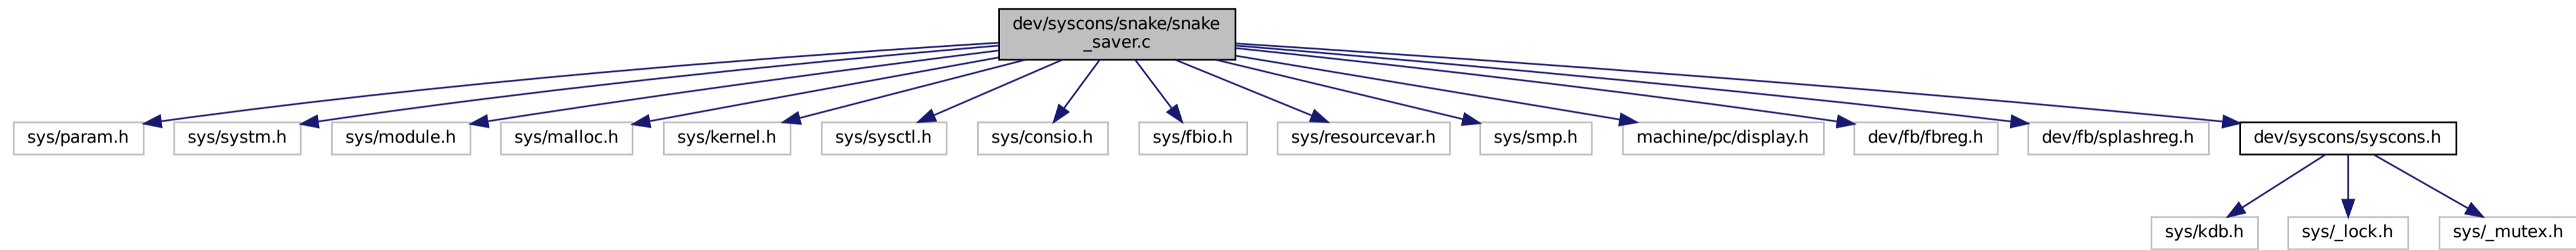 dev/syscons/snake/snake
_saver.c
sys/param.h
sys/systm.h
sys/module.h
sys/malloc.h
sys/kernel.h
sys/sysctl.h
sys/consio.h
sys/fbio.h
sys/resourcevar.h
sys/smp.h
machine/pc/display.h
dev/fb/fbreg.h
dev/fb/splashreg.h
dev/syscons/syscons.h
sys/kdb.h
sys/_lock.h
sys/_mutex.h